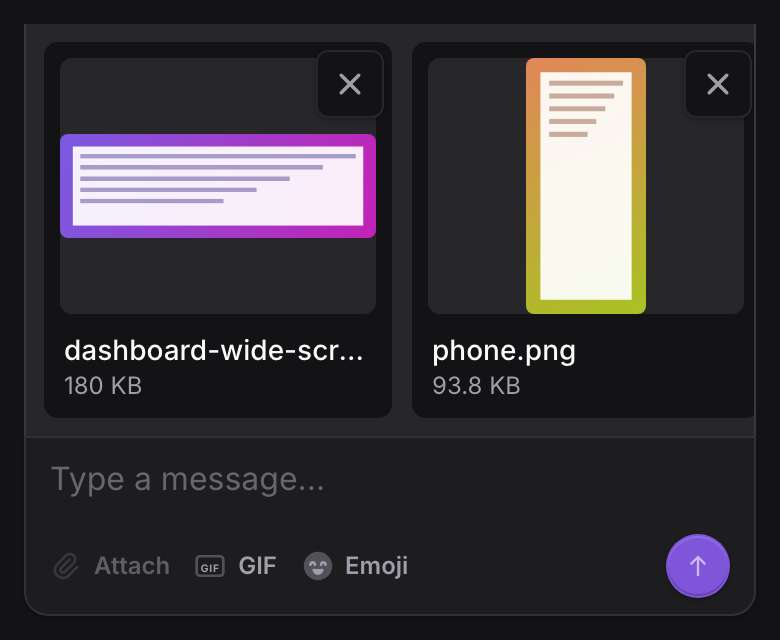 dashboard-wide-scr...
180 KB
phone.png
93.8 KB
Type a message...
Attach
GIF
GIF
Emoji